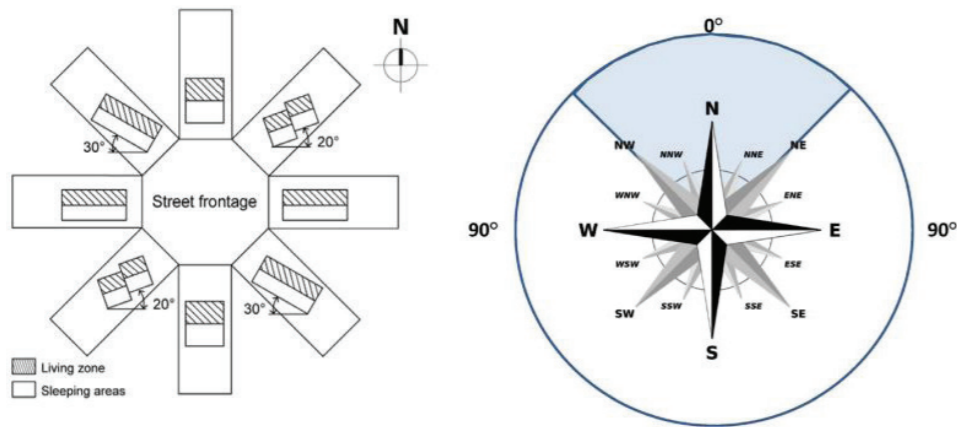 N
30°
20°
Street frontage
20°
30°
Living zone
Sleeping areas
0°
N
NW
NNW
NNE
NE
WNW
ENE
90°
W
E
90°
WSW
ESE
SW
SSW
SSE
SE
S